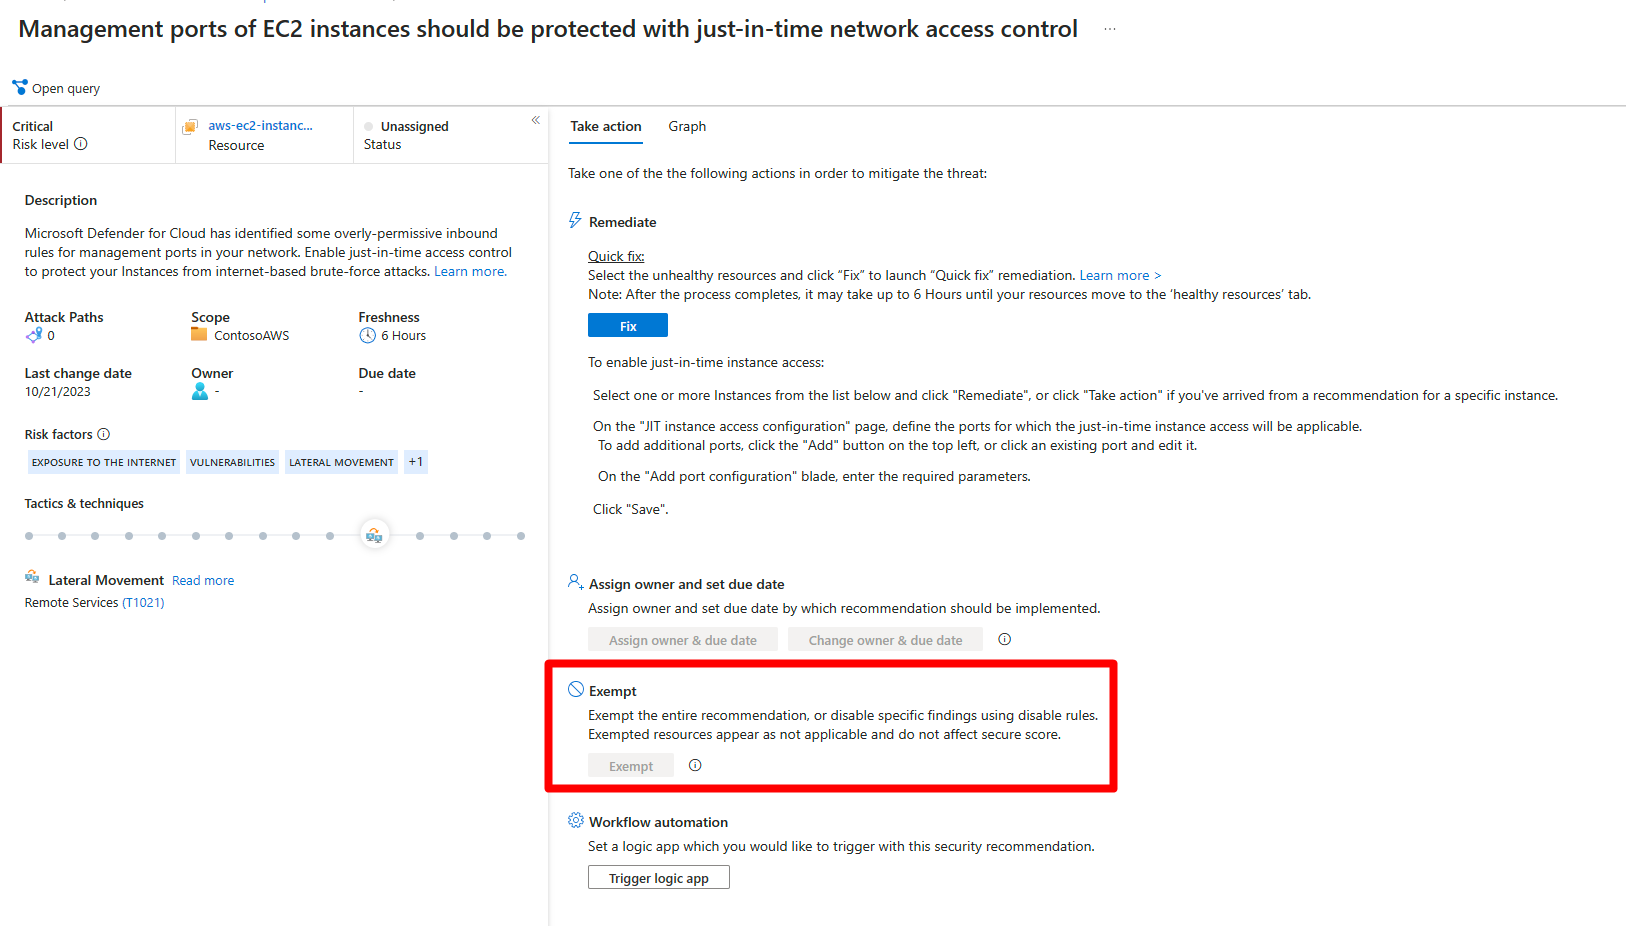 Management ports of EC2 instances should be protected with just-in-time network access control ...
Open query
Critical
Risk level
aws-ec2-instanc...
Resource
Unassigned
Status
«
Description
Microsoft Defender for Cloud has identified some overly-permissive inbound
rules for management ports in your network. Enable just-in-time access control
to protect your Instances from internet-based brute-force attacks. Learn more.
Attack Paths
0
Scope
ContosoAWS
Freshness
6 Hours
Last change date
10/21/2023
Owner
-
Due date
-
Risk factors
EXPOSURE TO THE INTERNET VULNERABILITIES LATERAL MOVEMENT +1
Tactics & techniques
Lateral Movement Read more
Remote Services (T1021)
Take action Graph
Take one of the the following actions in order to mitigate the threat:
Remediate
Quick fix:
Select the unhealthy resources and click “Fix” to launch “Quick fix” remediation. Learn more >
Note: After the process completes, it may take up to 6 Hours until your resources move to the ‘healthy resources’ tab.
Fix
To enable just-in-time instance access:
Select one or more Instances from the list below and click "Remediate", or click "Take action" if you've arrived from a recommendation for a specific instance.
On the "JIT instance access configuration" page, define the ports for which the just-in-time instance access will be applicable.
To add additional ports, click the "Add" button on the top left, or click an existing port and edit it.
On the "Add port configuration" blade, enter the required parameters.
Click "Save".
Assign owner and set due date
Assign owner and set due date by which recommendation should be implemented.
Assign owner & due date Change owner & due date
Exempt
Exempt the entire recommendation, or disable specific findings using disable rules.
Exempted resources appear as not applicable and do not affect secure score.
Exempt
Workflow automation
Set a logic app which you would like to trigger with this security recommendation.
Trigger logic app